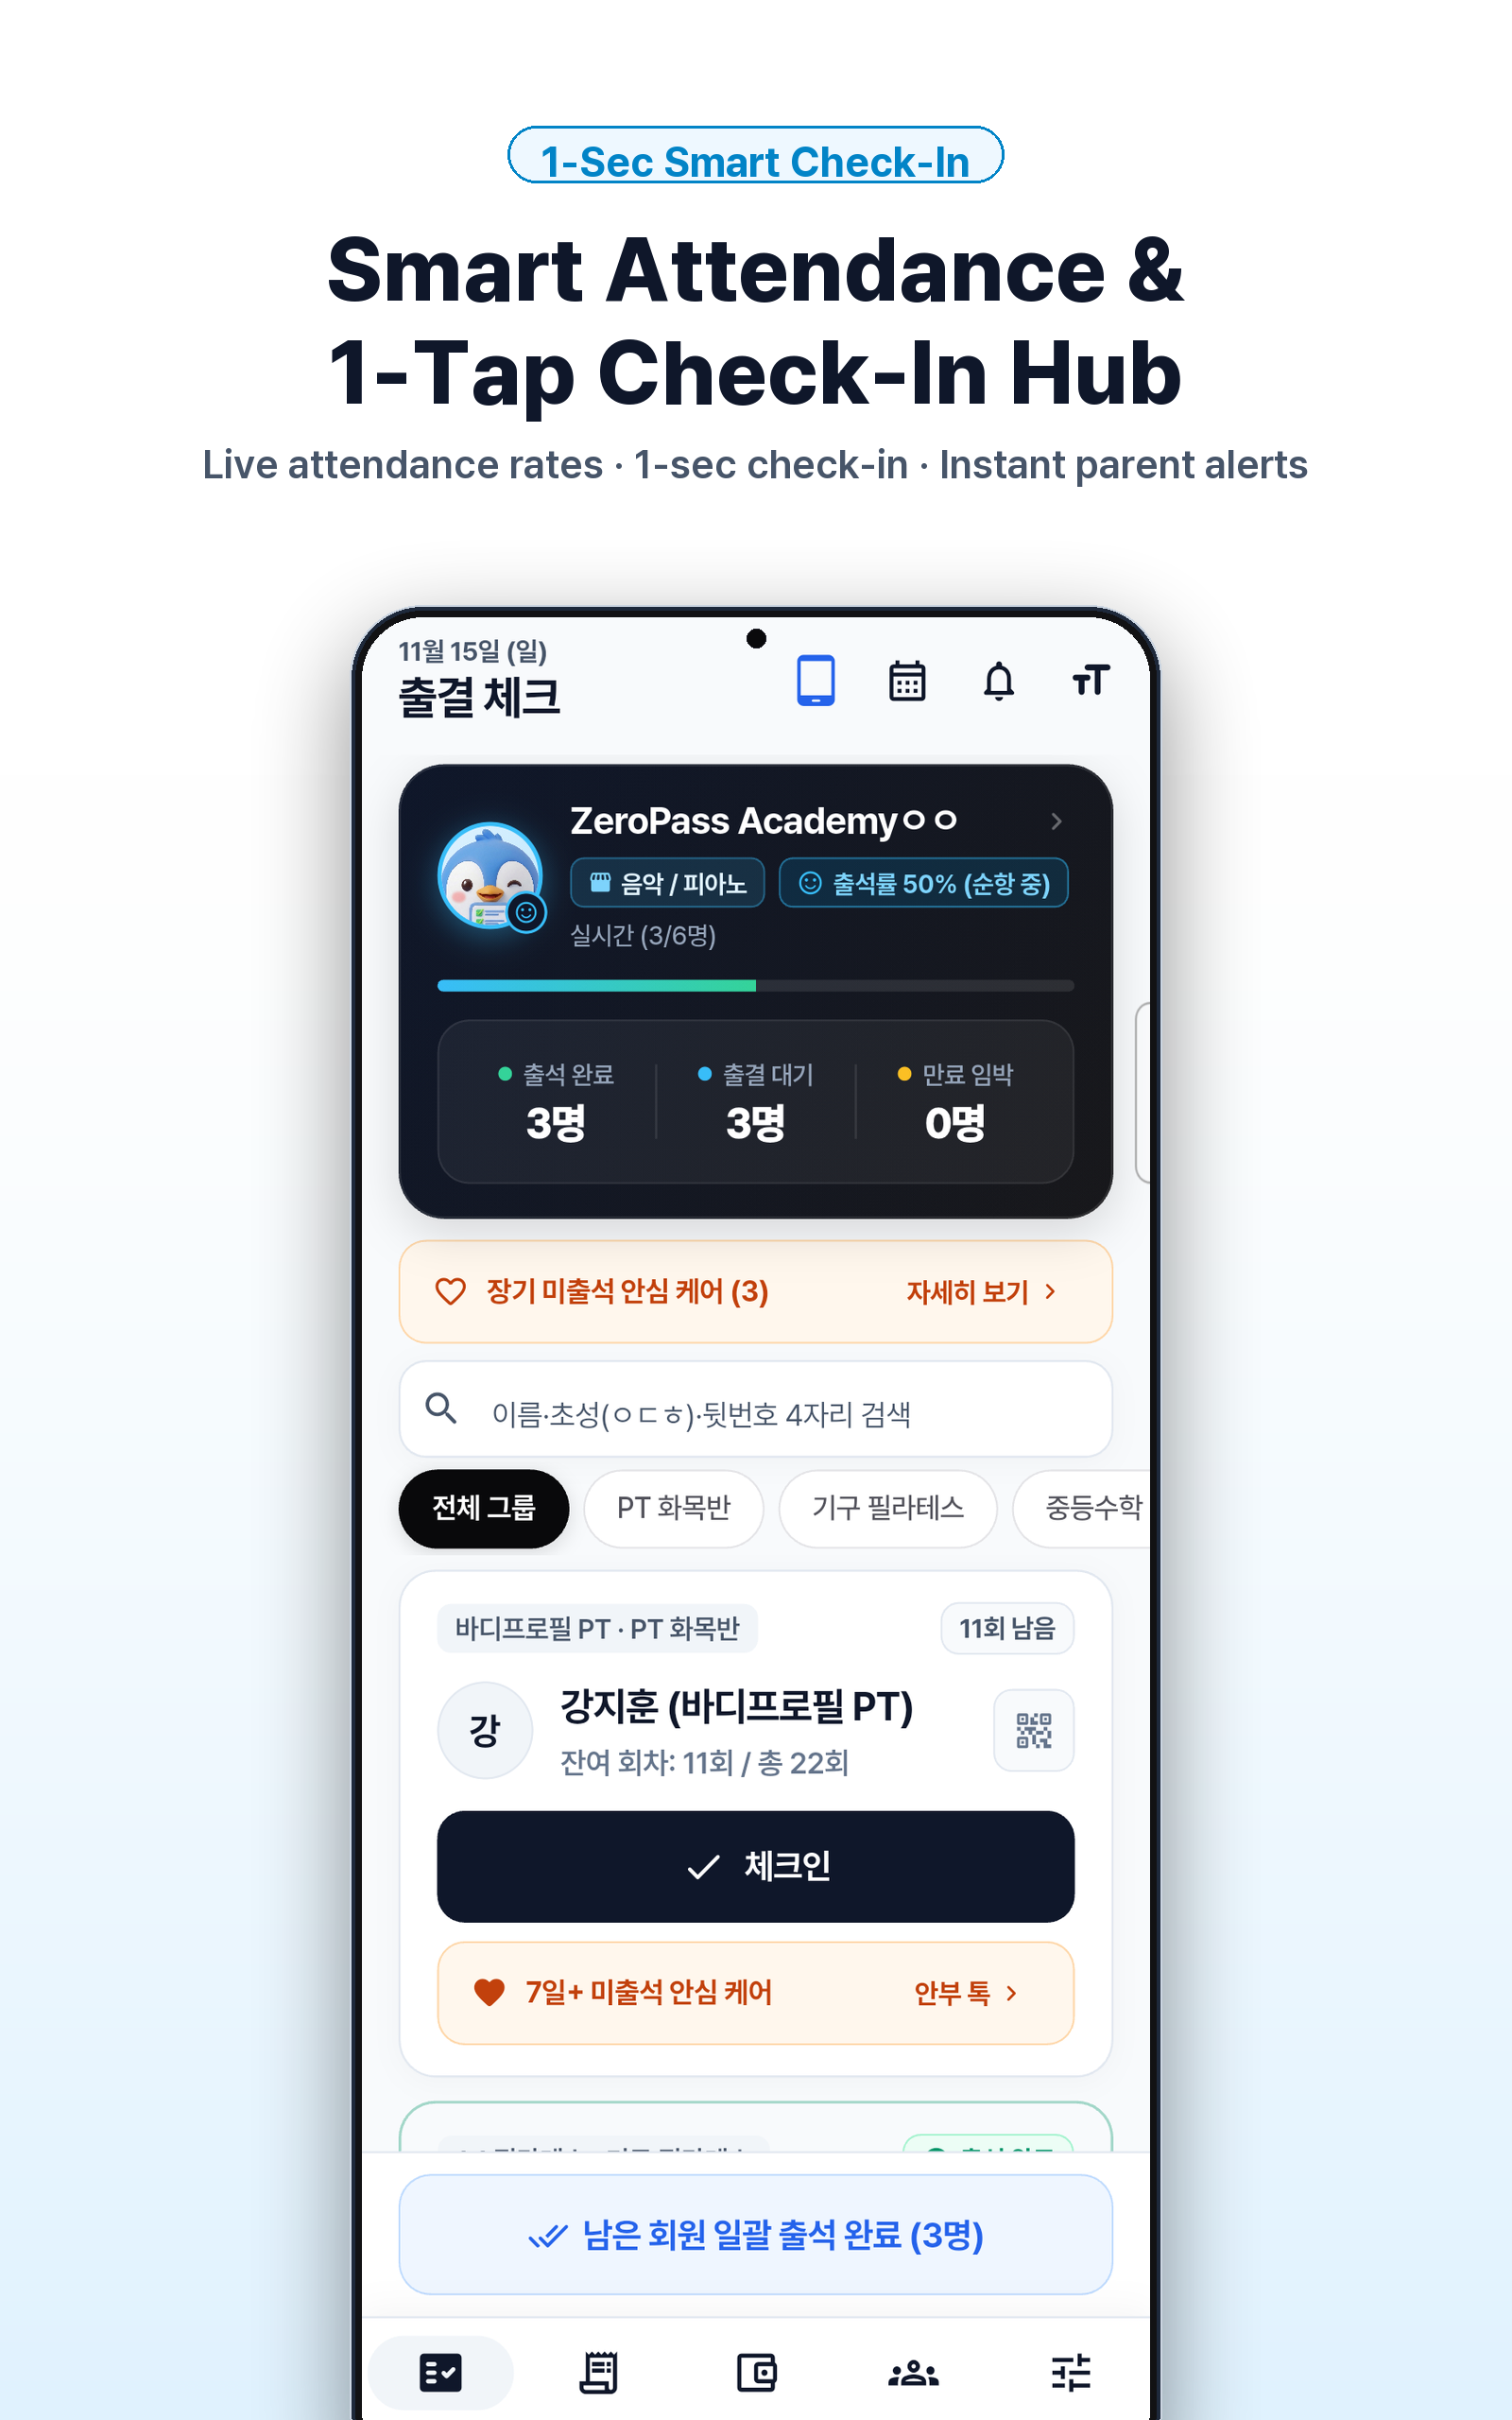 1-Sec Smart Check-In
Smart Attendance &
1-Tap Check-In Hub
Live attendance rates · 1-sec check-in · Instant parent alerts
11월 15일 (일)
출결 체크
ZeroPass Academyㅇㅇ
음악 / 피아노
출석률 50% (순항 중)
실시간 (3/6명)
출석 완료
출결 대기
만료 임박
3명
3명
0명
장기 미출석 안심 케어 (3)
자세히 보기
이름·초성(ㅇㄷㅎ)·뒷번호 4자리 검색
전체 그룹
PT 화목반
기구 필라테스
중등수학
바디프로필 PT · PT 화목반
11회 남음
강
강지훈 (바디프로필 PT)
잔여 회차: 11회 / 총 22회
체크인
7일+ 미출석 안심 케어
안부 톡
남은 회원 일괄 출석 완료 (3명)